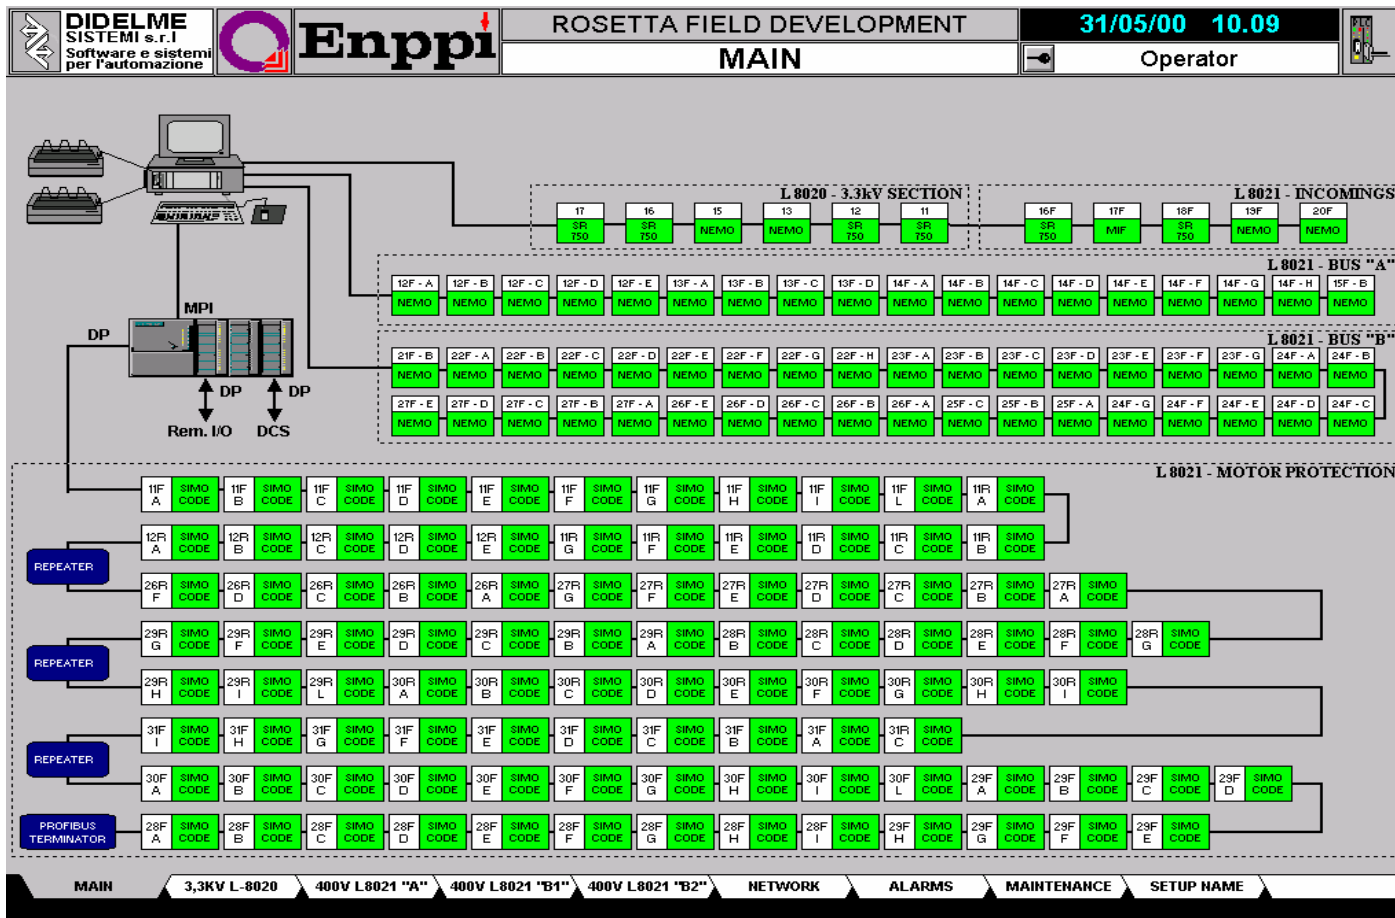 DIDELME
SISTEMI s.r.l
Software e sistemi
per l'automazione
Enppi
ROSETTA FIELD DEVELOPMENT
MAIN
31/05/00 10.09
Operator
L 8020 - 3.3kV SECTION
L 8021 - INCOMINGS
17 16 15 13 12 11 16F 17F 18F 19F 20F
SR 750 SR 750 NEMO NEMO SR 750 SR 750 SR 750 MIF SR 750 NEMO NEMO
L 8021 - BUS "A"
12F - A 12F - B 12F - C 12F - D 12F - E 13F - A 13F - B 13F - C 13F - D 14F - A 14F - B 14F - C 14F - D 14F - E 14F - F 14F - G 14F - H 15F - B
NEMO NEMO NEMO NEMO NEMO NEMO NEMO NEMO NEMO NEMO NEMO NEMO NEMO NEMO NEMO NEMO NEMO NEMO
MPI
DP
DP
DP
Rem. I/O
DCS
L 8021 - BUS "B"
21F - B 22F - A 22F - B 22F - C 22F - D 22F - E 22F - F 22F - G 22F - H 23F - A 23F - B 23F - C 23F - D 23F - E 23F - F 23F - G 24F - A 24F - B
NEMO NEMO NEMO NEMO NEMO NEMO NEMO NEMO NEMO NEMO NEMO NEMO NEMO NEMO NEMO NEMO NEMO NEMO
27F - E 27F - D 27F - C 27F - B 27F - A 26F - E 26F - D 26F - C 26F - B 26F - A 25F - C 25F - B 25F - A 24F - G 24F - F 24F - E 24F - D 24F - C
NEMO NEMO NEMO NEMO NEMO NEMO NEMO NEMO NEMO NEMO NEMO NEMO NEMO NEMO NEMO NEMO NEMO NEMO
L 8021 - MOTOR PROTECTION
11F SIMO 11F SIMO 11F SIMO 11F SIMO 11F SIMO 11F SIMO 11F SIMO 11F SIMO 11F SIMO 11F SIMO 11R SIMO
A CODE B CODE C CODE D CODE E CODE F CODE G CODE H CODE I CODE L CODE A CODE
12R SIMO 12R SIMO 12R SIMO 12R SIMO 12R SIMO 11R SIMO 11R SIMO 11R SIMO 11R SIMO 11R SIMO 11R SIMO
A CODE B CODE C CODE D CODE E CODE G CODE F CODE E CODE D CODE C CODE B CODE
REPEATER
26R SIMO 26R SIMO 26R SIMO 26R SIMO 26R SIMO 27R SIMO 27R SIMO 27R SIMO 27R SIMO 27R SIMO 27R SIMO 27R SIMO
F CODE D CODE C CODE B CODE A CODE G CODE F CODE E CODE D CODE C CODE B CODE A CODE
29R SIMO 29R SIMO 29R SIMO 29R SIMO 29R SIMO 29R SIMO 29R SIMO 28R SIMO 28R SIMO 28R SIMO 28R SIMO 28R SIMO 28R SIMO
G CODE F CODE E CODE D CODE C CODE B CODE A CODE B CODE C CODE D CODE E CODE F CODE G CODE
REPEATER
29R SIMO 29R SIMO 29R SIMO 30R SIMO 30R SIMO 30R SIMO 30R SIMO 30R SIMO 30R SIMO 30R SIMO 30R SIMO 30R SIMO
H CODE I CODE L CODE A CODE B CODE C CODE D CODE E CODE F CODE G CODE H CODE I CODE
31F SIMO 31F SIMO 31F SIMO 31F SIMO 31F SIMO 31F SIMO 31F SIMO 31F SIMO 31F SIMO 31R SIMO
I CODE H CODE G CODE F CODE E CODE D CODE C CODE B CODE A CODE C CODE
REPEATER
30F SIMO 30F SIMO 30F SIMO 30F SIMO 30F SIMO 30F SIMO 30F SIMO 30F SIMO 30F SIMO 30F SIMO 29F SIMO 29F SIMO 29F SIMO 29F SIMO
A CODE B CODE C CODE D CODE E CODE F CODE G CODE H CODE I CODE L CODE A CODE B CODE C CODE D CODE
PROFIBUS
TERMINATOR
28F SIMO 28F SIMO 28F SIMO 28F SIMO 28F SIMO 28F SIMO 28F SIMO 28F SIMO 28F SIMO 29F SIMO 29F SIMO 29F SIMO 29F SIMO
A CODE B CODE C CODE D CODE E CODE F CODE G CODE H CODE I CODE H CODE G CODE F CODE E CODE
MAIN 3,3KV L-8020 400V L8021 "A" 400V L8021 "B1" 400V L8021 "B2" NETWORK ALARMS MAINTENANCE SETUP NAME